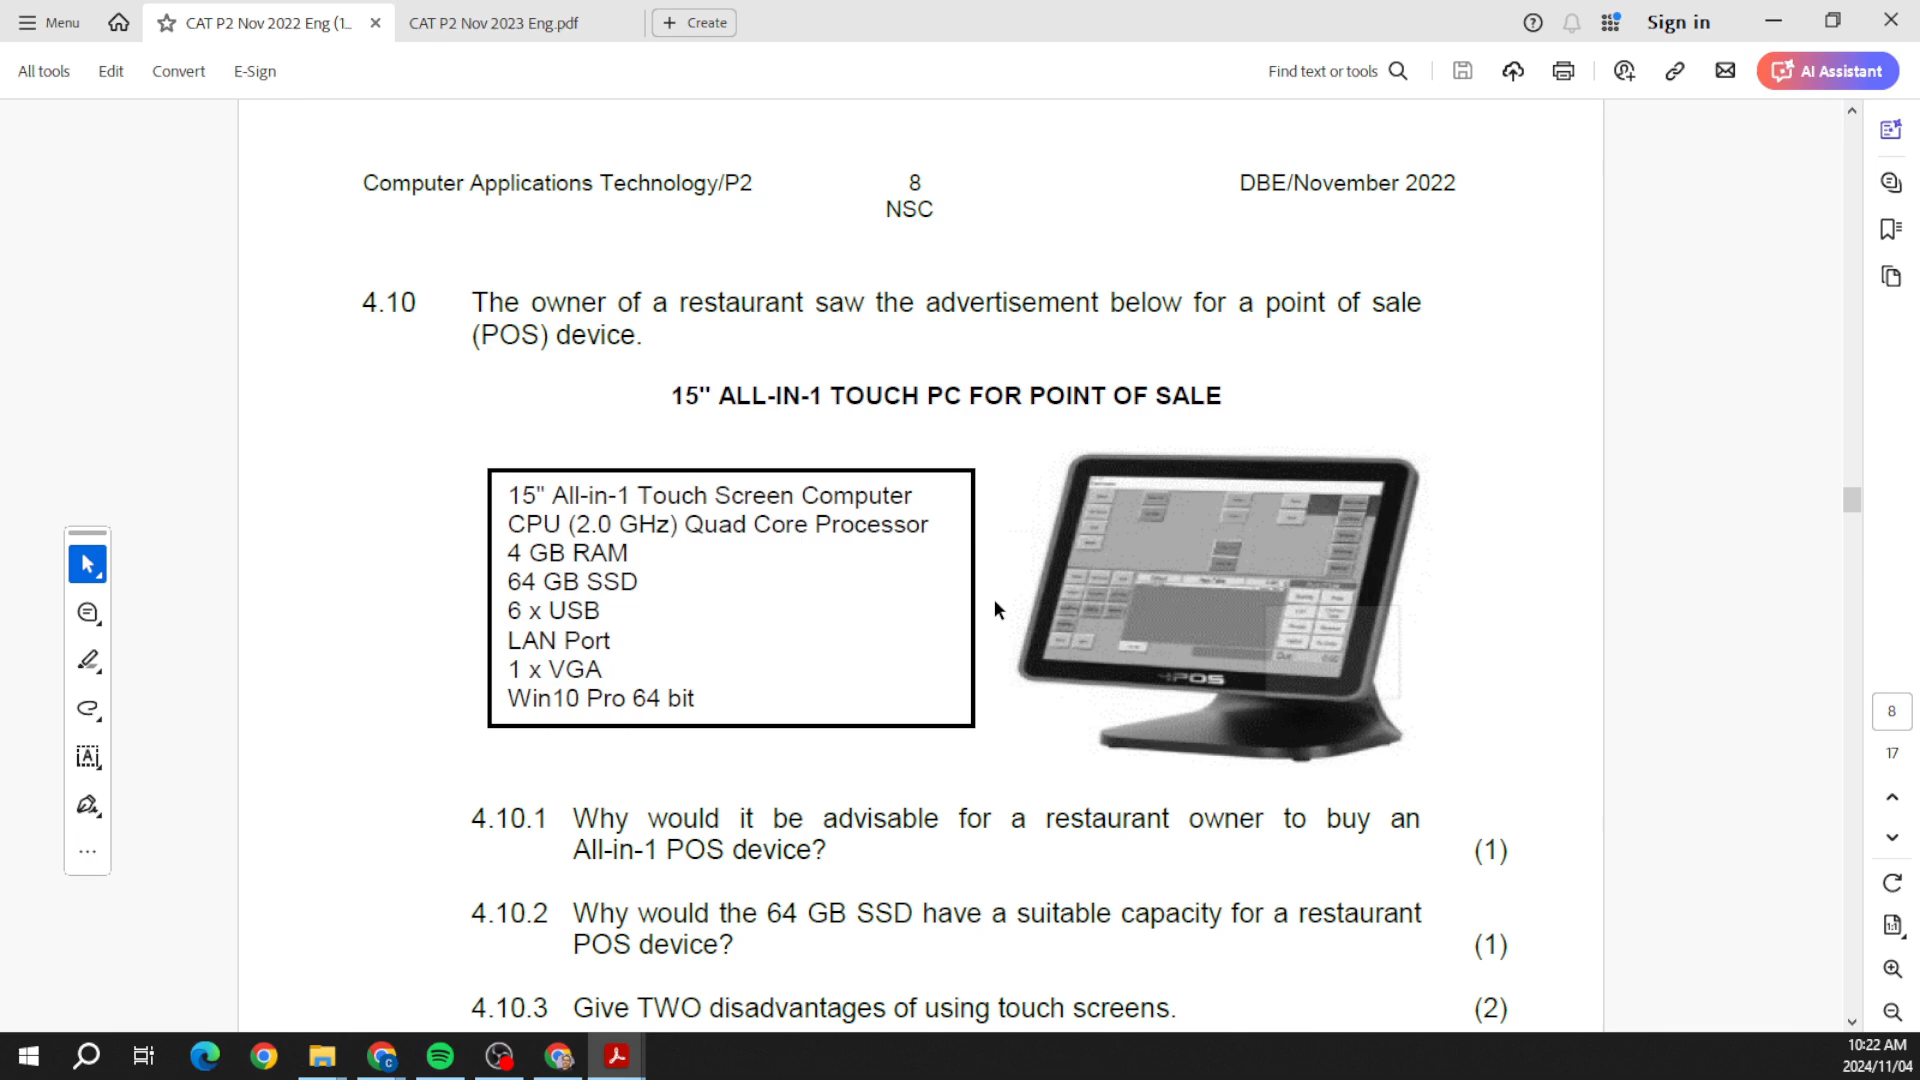 Menu
CAT P2 Nov 2022 Eng (1...
CAT P2 Nov 2023 Eng.pdf
Create
Sign in
All tools
Edit
Convert
E-Sign
Find text or tools
AI Assistant
Computer Applications Technology/P2
8
DBE/November 2022
NSC
4.10 The owner of a restaurant saw the advertisement below for a point of sale
(POS) device.
15" ALL-IN-1 TOUCH PC FOR POINT OF SALE
15" All-in-1 Touch Screen Computer
CPU (2.0 GHz) Quad Core Processor
4 GB RAM
64 GB SSD
6 x USB
LAN Port
1 x VGA
Win10 Pro 64 bit
4POS
4.10.1 Why would it be advisable for a restaurant owner to buy an
All-in-1 POS device? (1)
4.10.2 Why would the 64 GB SSD have a suitable capacity for a restaurant
POS device? (1)
4.10.3 Give TWO disadvantages of using touch screens. (2)
8
17
10:22 AM
2024/11/04